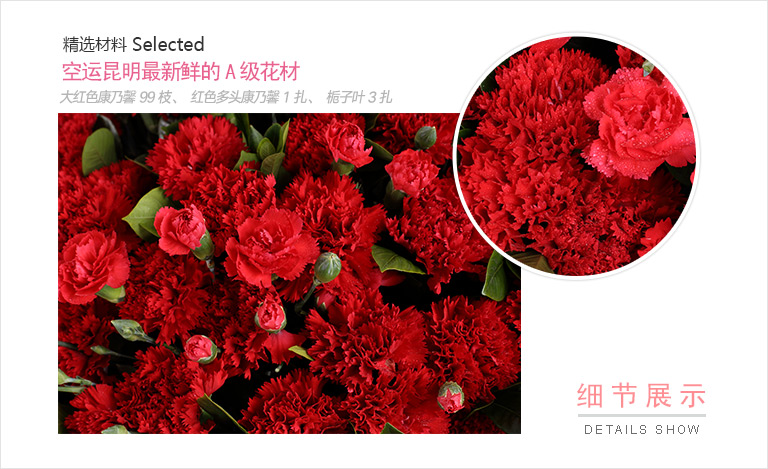 精选材料 Selected
空运昆明最新鲜的 A 级花材
大红色康乃馨 99 枝、 红色多头康乃馨 1 扎、 栀子叶 3 扎
细节展示
DETAILS SHOW